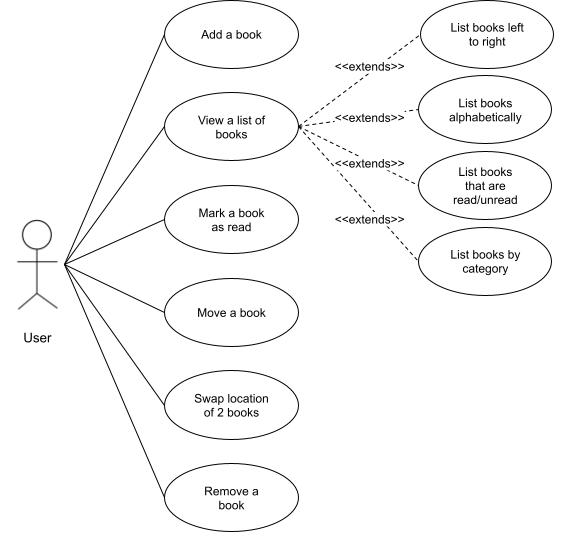 Add a book
View a list of
books
Mark a book
as read
Move a book
Swap location
of 2 books
Remove a
book
User
<<extends>>
<<extends>>
<<extends>>
<<extends>>
List books left
to right
List books
alphabetically
List books
that are
read/unread
List books by
category